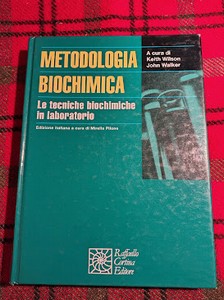 METODOLOGIA
BIOCHIMICA
Le tecniche biochimiche
in laboratorio
Edizione italiana a cura di Mirella Pilone
A cura di
Keith Wilson
John Walker
Raffaello
Cortina
Editore